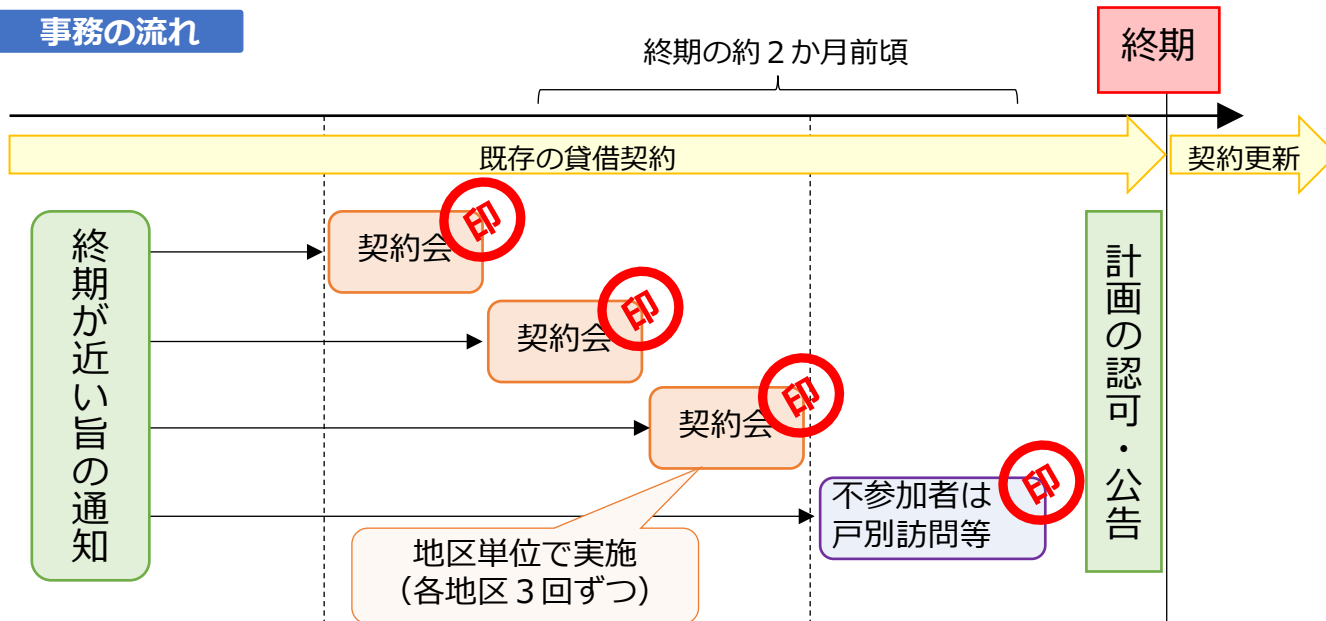 事務の流れ
終期の約２か月前頃
終期
既存の貸借契約
契約更新
終期が近い旨の通知
契約会
印
契約会
印
契約会
印
不参加者は
戸別訪問等
印
地区単位で実施
（各地区３回ずつ）
計画の認可・公告